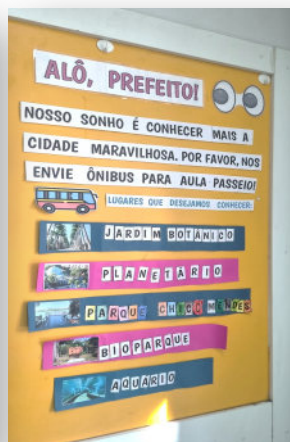 ALÔ, PREFEITO!
NOSSO SONHO É CONHECER MAIS A
CIDADE MARAVILHOSA. POR FAVOR, NOS
ENVIE ÔNIBUS PARA AULA PASSEIO!
LUGARES QUE DESEJAMOS CONHECER:
JARDIM BOTÂNICO
PLANETÁRIO
PARQUE CHICO MENDES
BIOPARQUE
AQUÁRIO